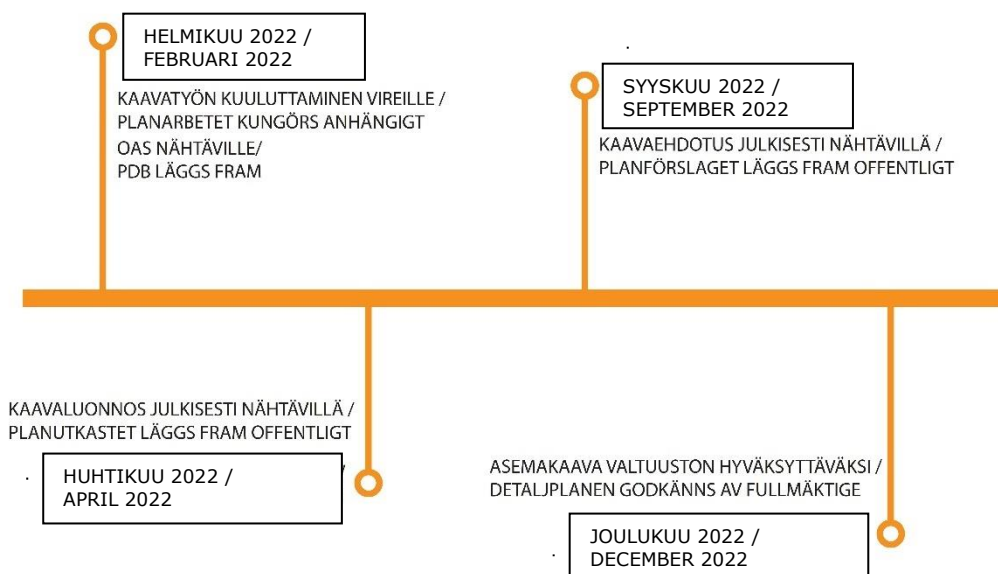 HELMIKUU 2022 /
FEBRUARI 2022
KAAVATYÖN KUULUTTAMINEN VIREILLE /
PLANARBETET KUNGÖRS ANHÄNGIGT
OAS NÄHTÄVILLE/
PDB LÄGGS FRAM
SYYSKUU 2022 /
SEPTEMBER 2022
KAAVAEHDOTUS JULKISESTI NÄHTÄVILLÄ /
PLANFÖRSLAGET LÄGGS FRAM OFFENTLIGT
KAAVALUONNOS JULKISESTI NÄHTÄVILLÄ /
PLANUTKASTET LÄGGS FRAM OFFENTLIGT
HUHTIKUU 2022 /
APRIL 2022
ASEMAKAAVA VALTUUSTON HYVÄKSYTTÄVÄKSI /
DETALJPLANEN GODKÄNNS AV FULLMÄKTIGE
JOULUKUU 2022 /
DECEMBER 2022